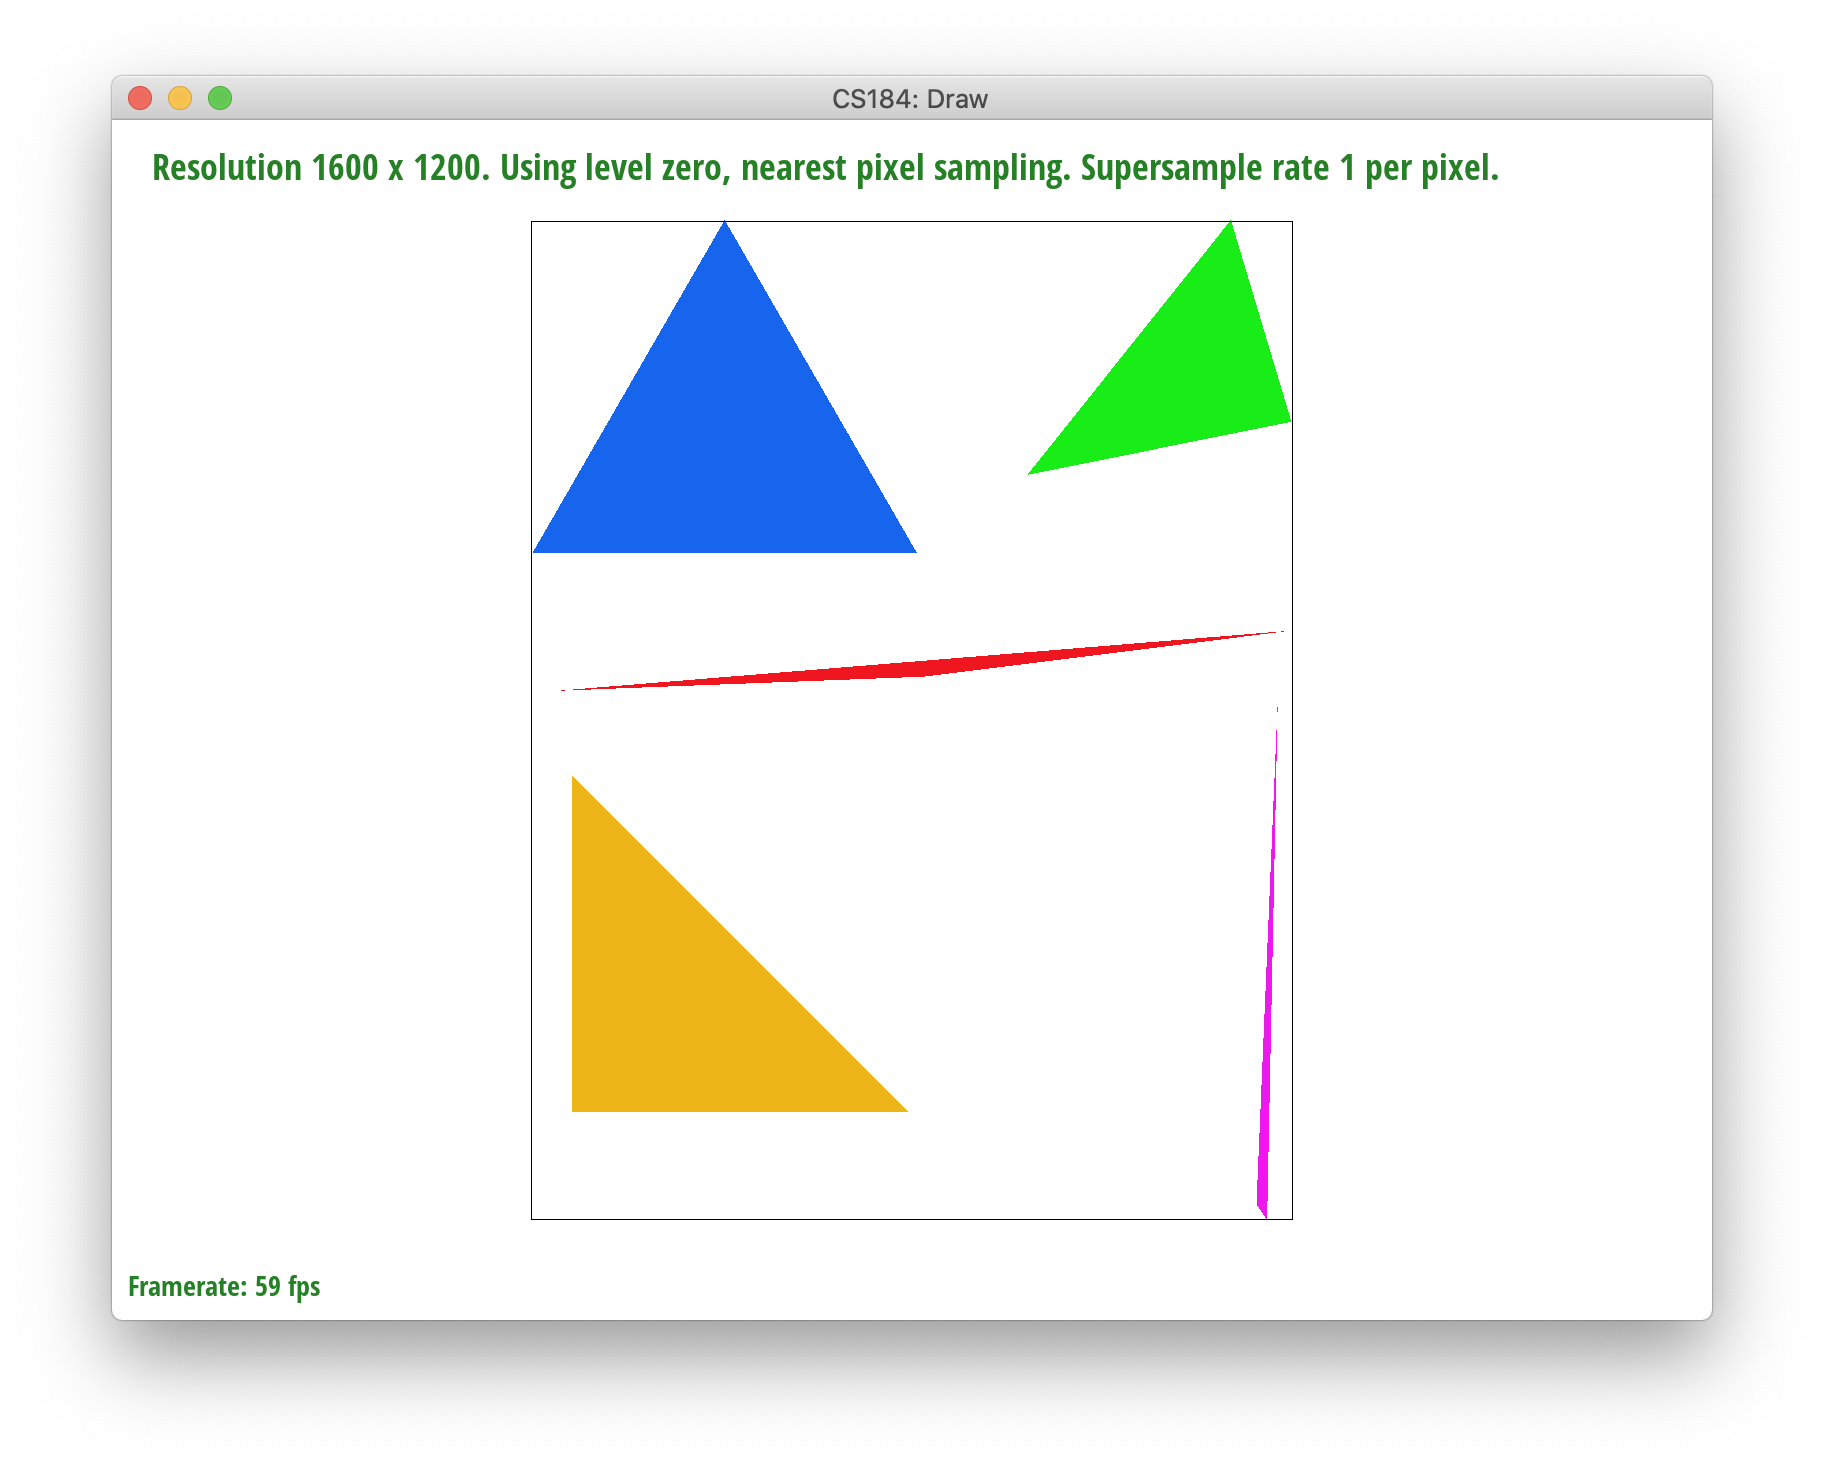 CS184: Draw
Resolution 1600 x 1200. Using level zero, nearest pixel sampling. Supersample rate 1 per pixel.
Framerate: 59 fps